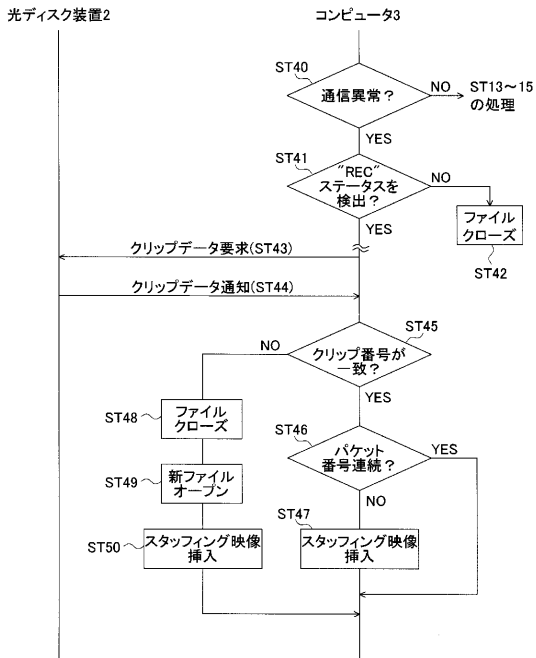 光ディスク装置2
コンピュータ3
ST40
通信異常？
NO
ST13～15
の処理
YES
ST41
"REC"
ステータスを
検出？
NO
YES
ファイル
クローズ
ST42
クリップデータ要求(ST43)
クリップデータ通知(ST44)
ST45
クリップ番号が
一致？
NO
YES
ST48
ファイル
クローズ
ST46
パケット
番号連続？
YES
NO
ST49
新ファイル
オープン
ST47
スタッフィング映像
挿入
ST50
スタッフィング映像
挿入